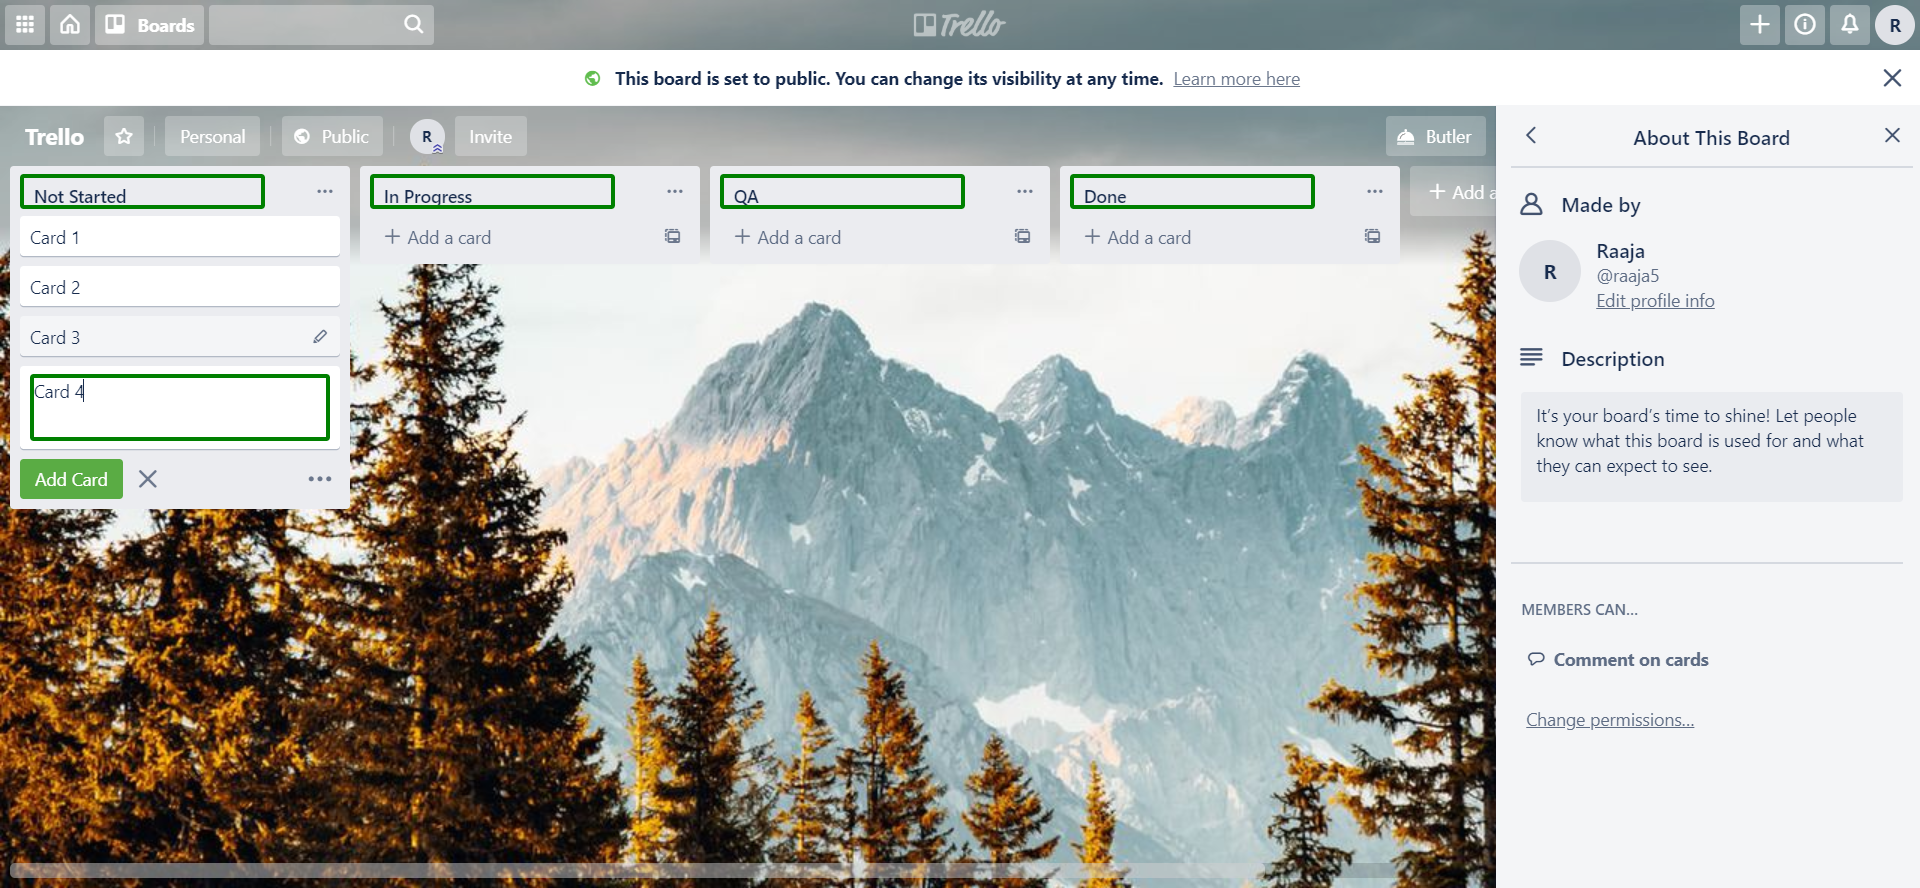 Boards
Trello
R
This board is set to public. You can change its visibility at any time. Learn more here
Trello
Personal
Public
R
Invite
Butler
Not Started
Card 1
Card 2
Card 3
Card 4
Add Card
In Progress
Add a card
QA
Add a card
Done
Add a card
Add a
About This Board
Made by
R
Raaja
@raaja5
Edit profile info
Description
It's your board's time to shine! Let people
know what this board is used for and what
they can expect to see.
MEMBERS CAN...
Comment on cards
Change permissions...